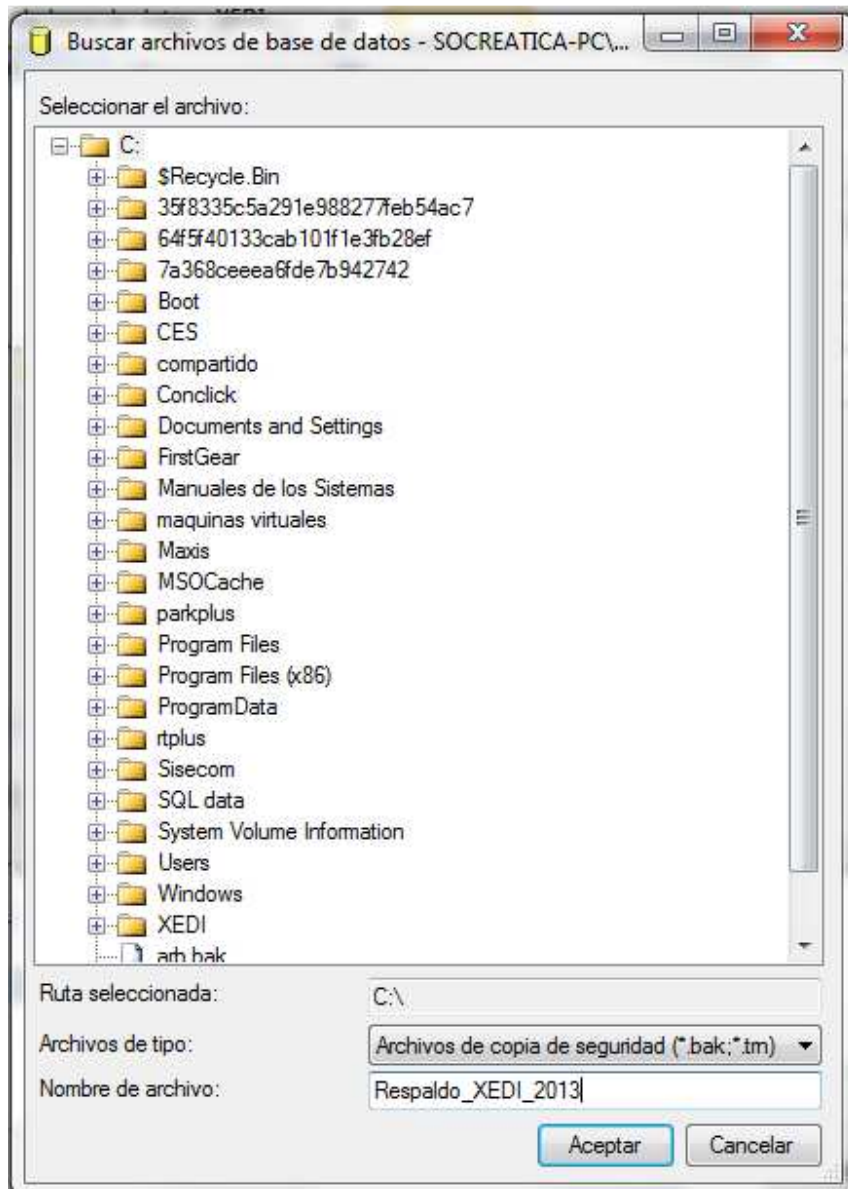 Buscar archivos de base de datos - SOCREATICA-PC\...
Seleccionar el archivo:
C:
$Recycle.Bin
35f8335c5a291e988277feb54ac7
64f5f40133cab101f1e3fb28ef
7a368ceeea6fde7b942742
Boot
CES
compartido
Conclick
Documents and Settings
FirstGear
Manuales de los Sistemas
maquinas virtuales
Maxis
MSOCache
parkplus
Program Files
Program Files (x86)
ProgramData
rtplus
Sisecom
SQL data
System Volume Information
Users
Windows
XEDI
arh.bak
Ruta seleccionada: C:\
Archivos de tipo: Archivos de copia de seguridad (*.bak;*.trn)
Nombre de archivo: Respaldo_XEDI_2013
Aceptar Cancelar